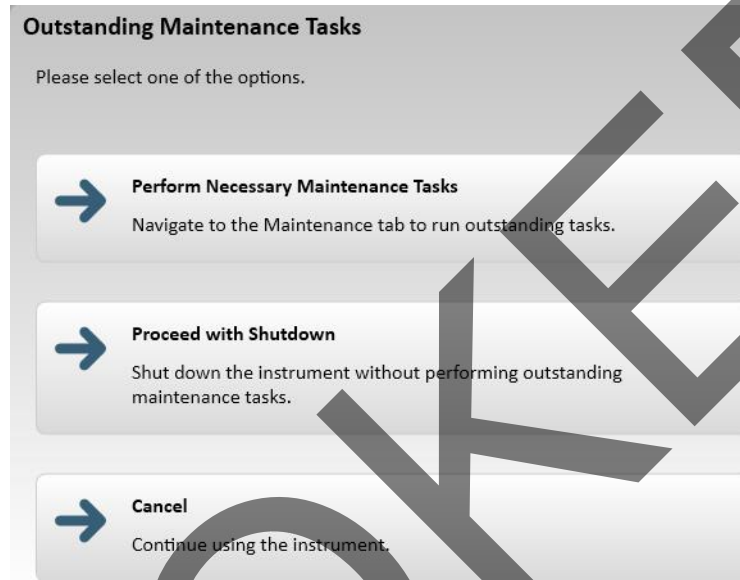 Outstanding Maintenance Tasks
Please select one of the options.
Perform Necessary Maintenance Tasks
Navigate to the Maintenance tab to run outstanding tasks.
Proceed with Shutdown
Shut down the instrument without performing outstanding
maintenance tasks.
Cancel
Continue using the instrument.
OKE